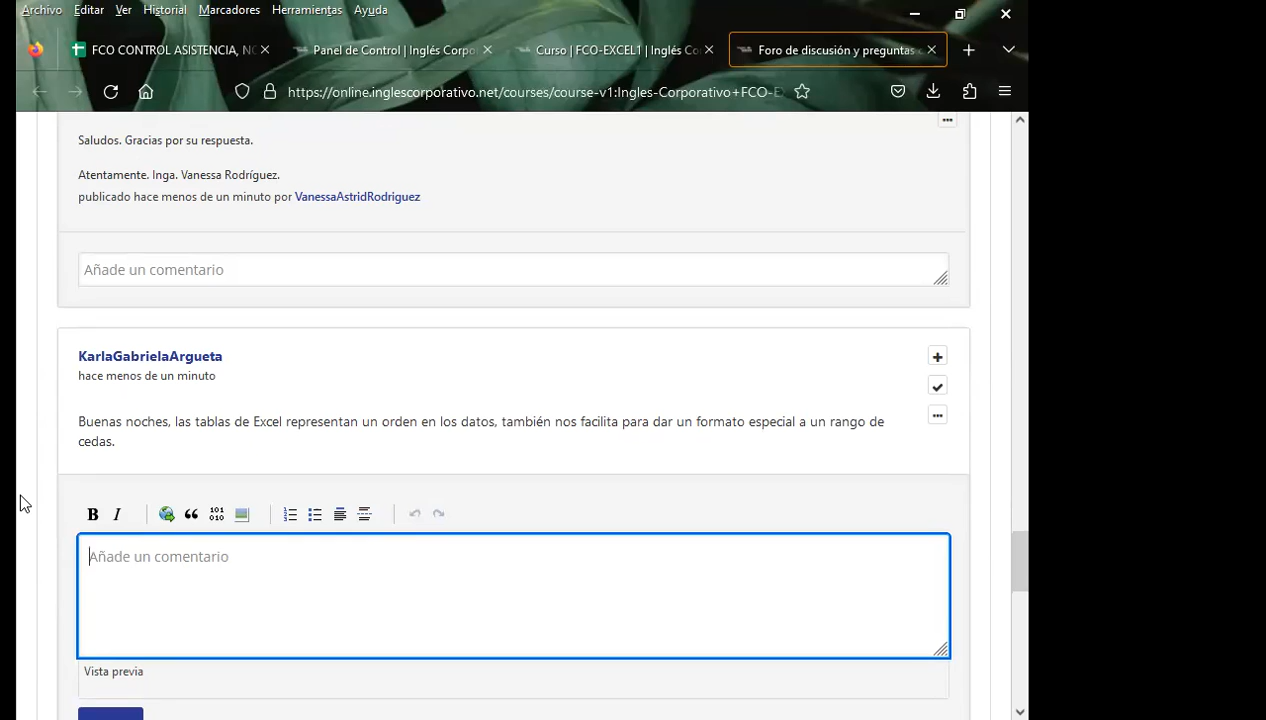 Archivo Editar Ver Historial Marcadores Herramientas Ayuda
FCO CONTROL ASISTENCIA, NO
Panel de Control | Inglés Corpo
Curso | FCO-EXCEL1 | Inglés Co
Foro de discusión y preguntas
https://online.inglescorporativo.net/courses/course-v1:Ingles-Corporativo+FCO-E
Saludos. Gracias por su respuesta.
Atentamente. Inga. Vanessa Rodríguez.
publicado hace menos de un minuto por VanessaAstridRodriguez
Añade un comentario
KarlaGabrielaArgueta
hace menos de un minuto
Buenas noches, las tablas de Excel representan un orden en los datos, también nos facilita para dar un formato especial a un rango de
cedas.
B I 101
010
Añade un comentario
Vista previa